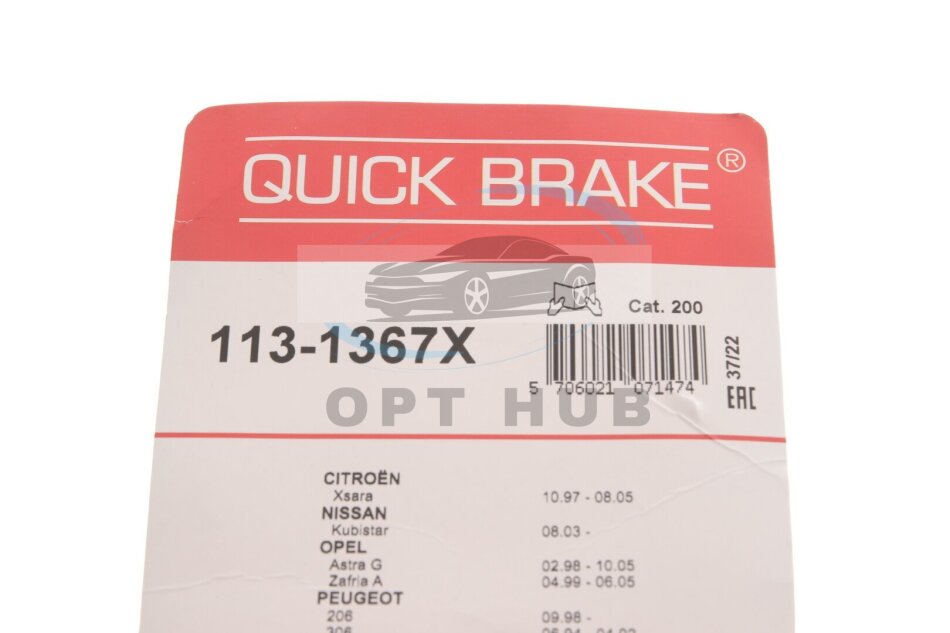 QUICK BRAKE®
Cat. 200
113-1367X
37/22
5 706021 071474
EAC
OPT HUB
CITROËN
Xsara 10.97 - 08.05
NISSAN
Kubistar 08.03 -
OPEL
Astra G 02.98 - 10.05
Zafria A 04.99 - 06.05
PEUGEOT
206 09.98 -
306